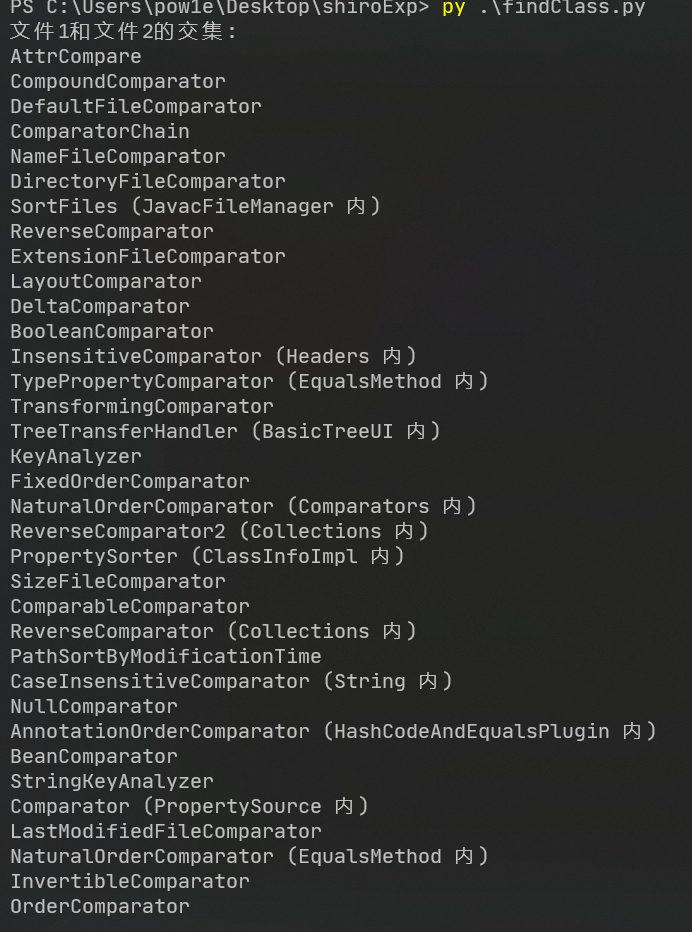 PS C:\Users\pow1e\Desktop\shiroExp> py .\findClass.py
文件1和文件2的交集:
AttrCompare
CompoundComparator
DefaultFileComparator
ComparatorChain
NameFileComparator
DirectoryFileComparator
SortFiles (JavacFileManager 内)
ReverseComparator
ExtensionFileComparator
LayoutComparator
DeltaComparator
BooleanComparator
InsensitiveComparator (Headers 内)
TypePropertyComparator (EqualsMethod 内)
TransformingComparator
TreeTransferHandler (BasicTreeUI 内)
KeyAnalyzer
FixedOrderComparator
NaturalOrderComparator (Comparators 内)
ReverseComparator2 (Collections 内)
PropertySorter (ClassInfoImpl 内)
SizeFileComparator
ComparableComparator
ReverseComparator (Collections 内)
PathSortByModificationTime
CaseInsensitiveComparator (String 内)
NullComparator
AnnotationOrderComparator (HashCodeAndEqualsPlugin 内)
BeanComparator
StringKeyAnalyzer
Comparator (PropertySource 内)
LastModifiedFileComparator
NaturalOrderComparator (EqualsMethod 内)
InvertibleComparator
OrderComparator